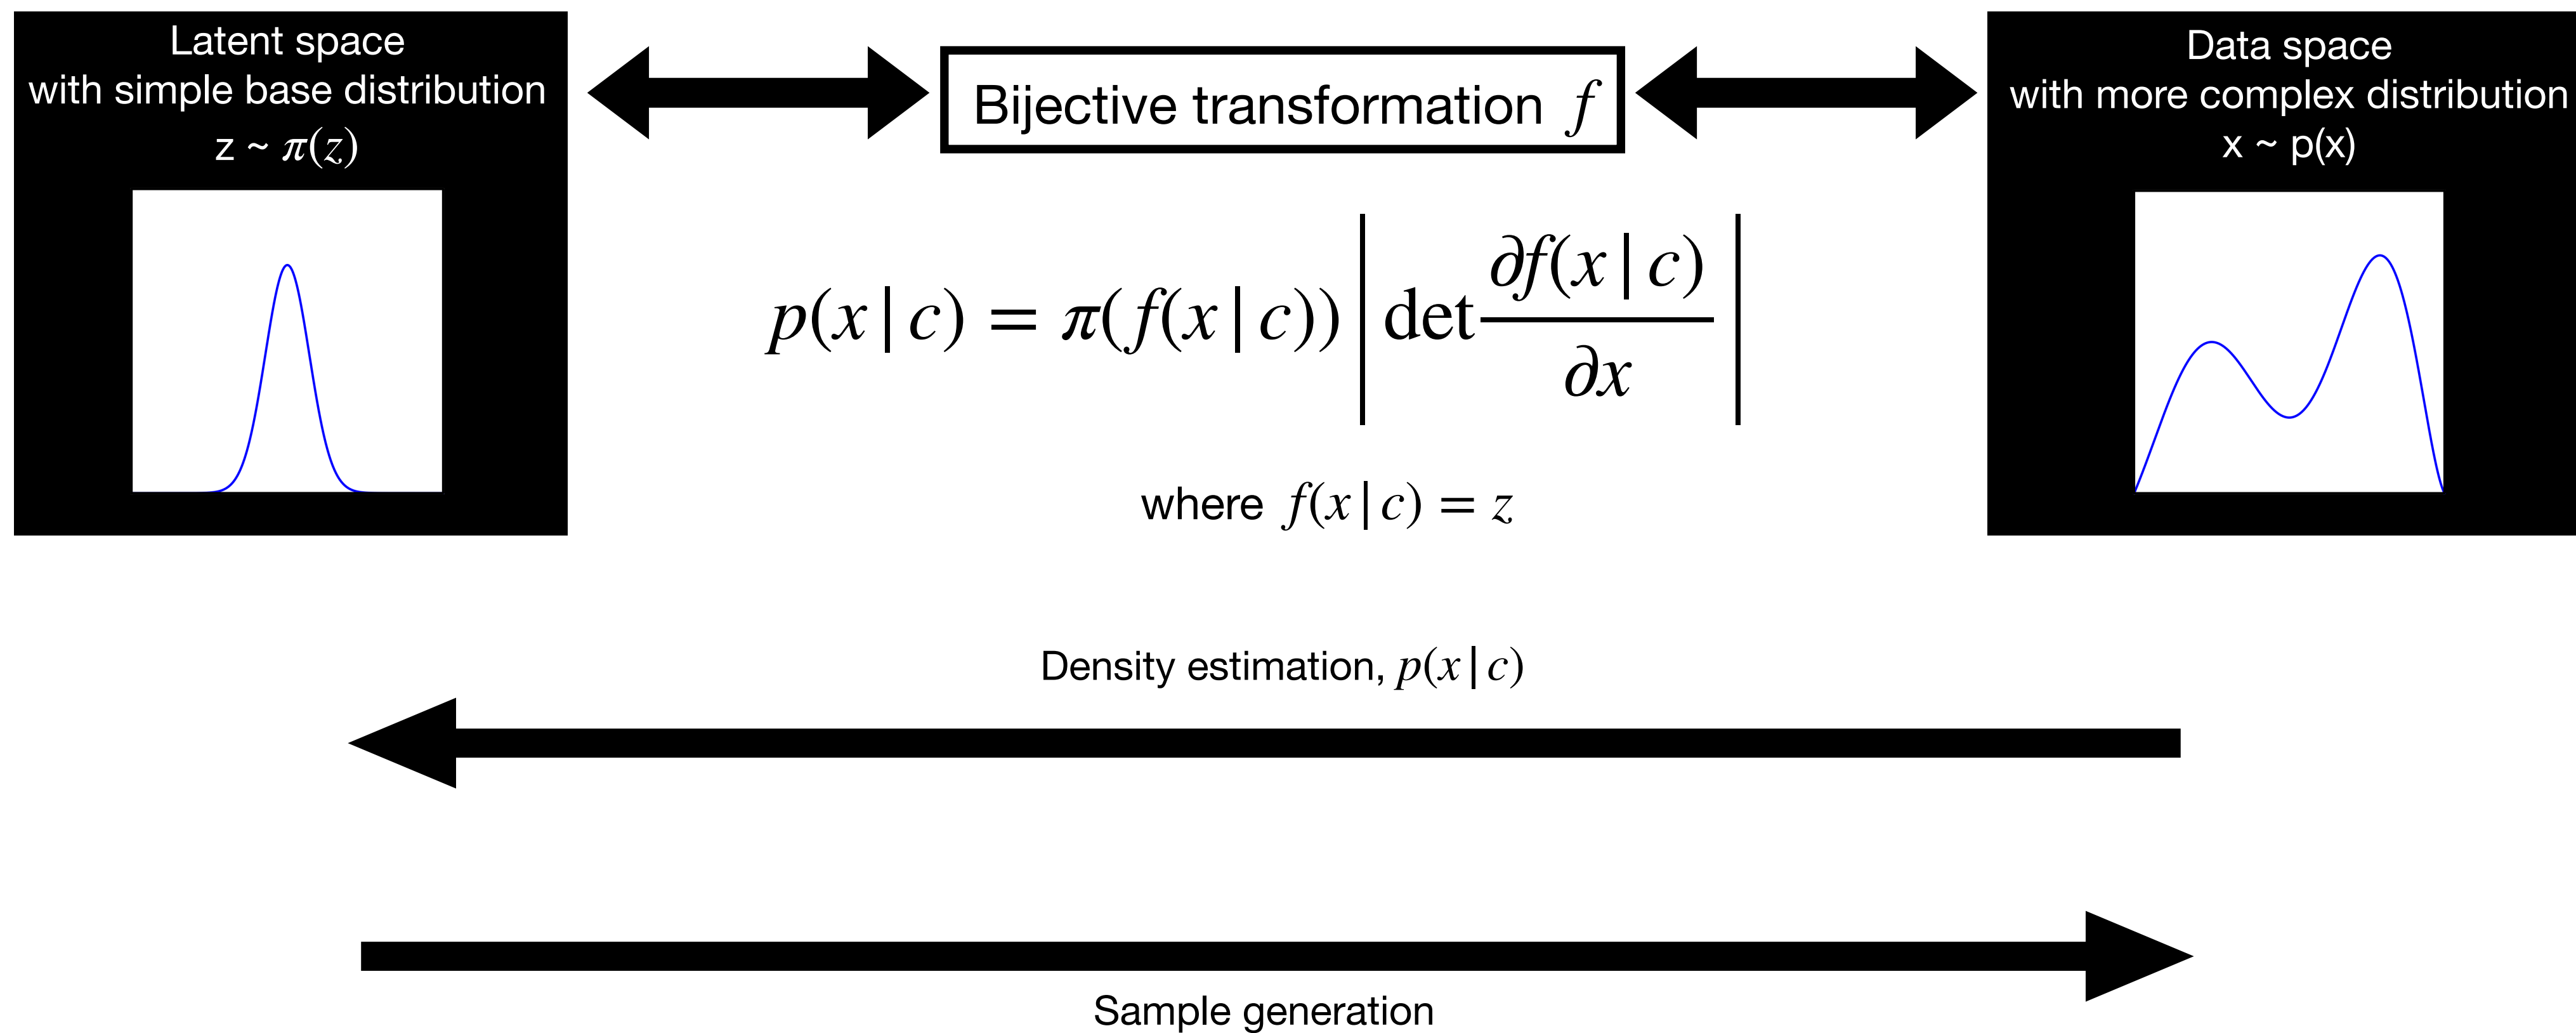 Latent space
with simple base distribution
z ~ π(z)
Bijective transformation f
Data space
with more complex distribution
x ~ p(x)
p(x | c) = π(f(x | c)) | det ∂f(x | c) / ∂x |
where f(x | c) = z
Density estimation, p(x | c)
Sample generation